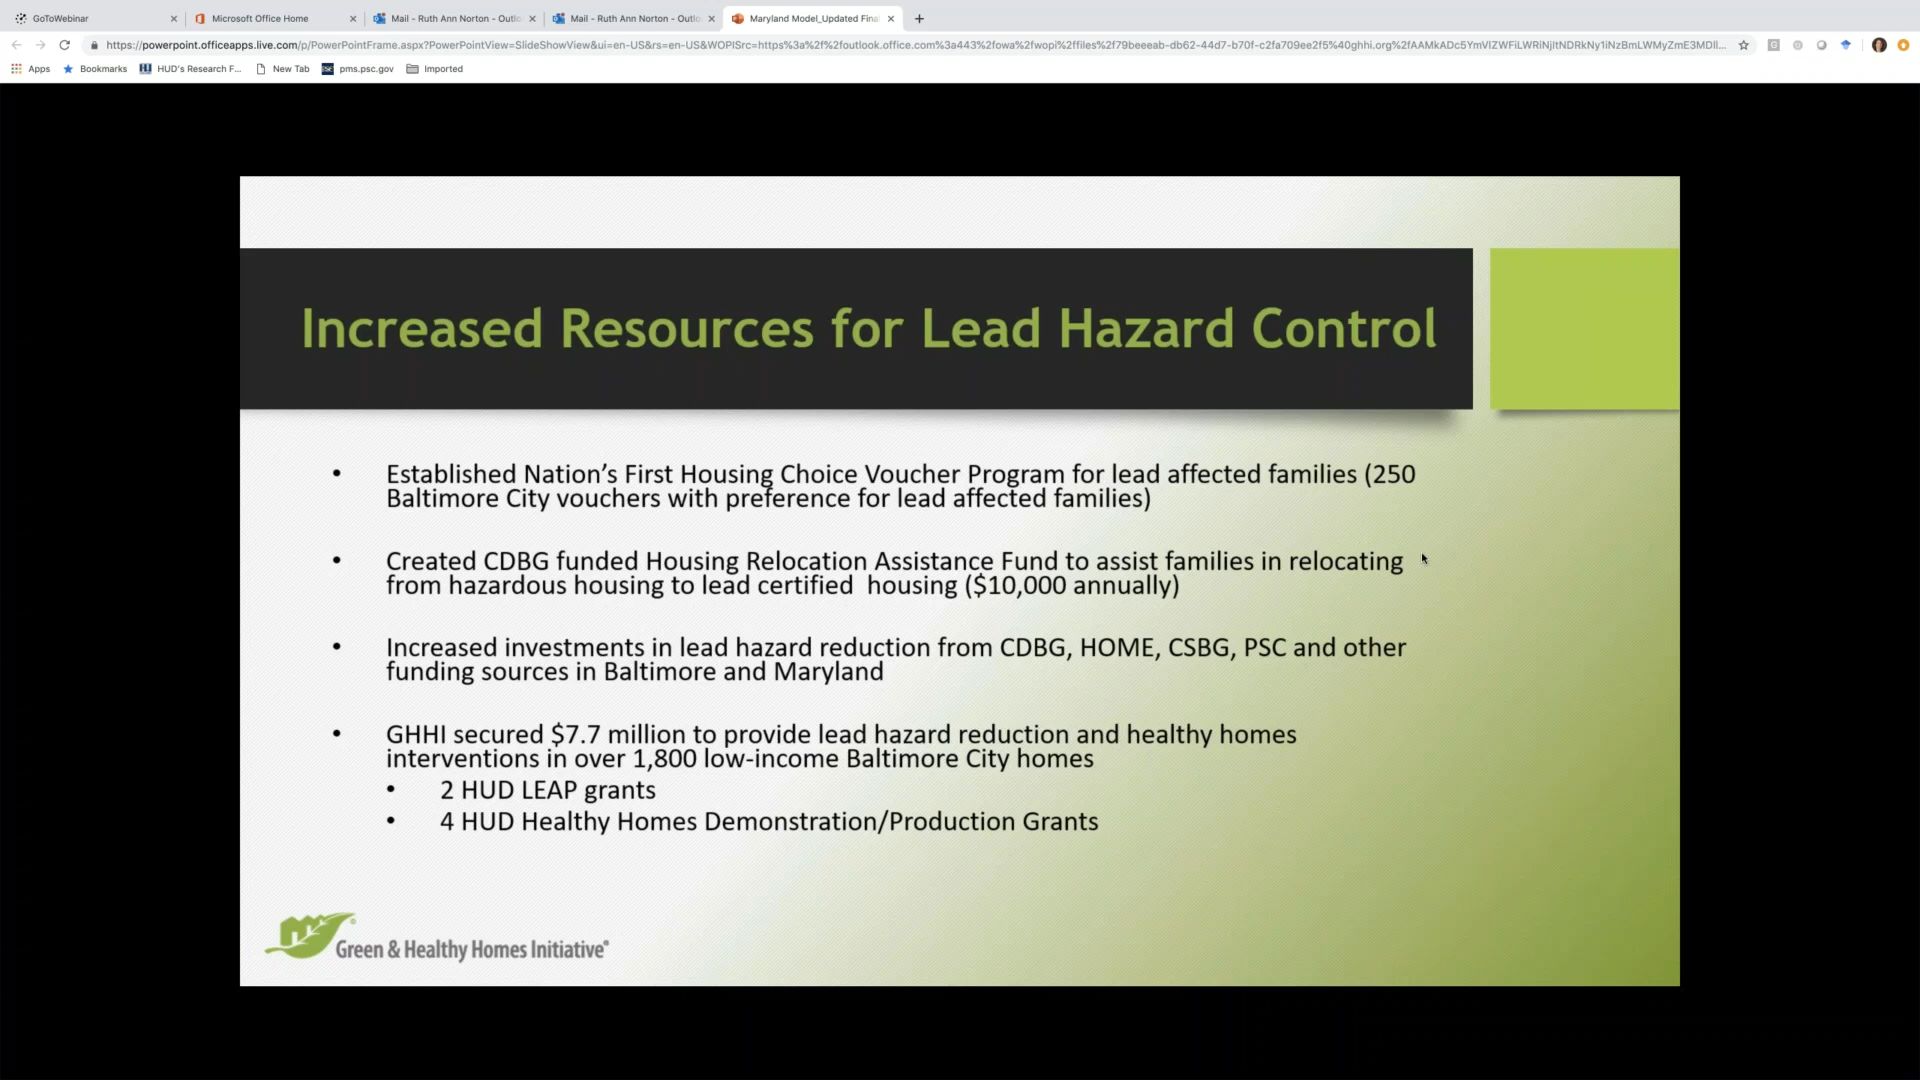 GoToWebinar
Microsoft Office Home
Mail - Ruth Ann Norton - Outlo
Mail - Ruth Ann Norton - Outlo
Maryland Model_Updated Fina
Apps
Bookmarks
HUD's Research F...
New Tab
pms.psc.gov
Imported
Increased Resources for Lead Hazard Control
• Established Nation’s First Housing Choice Voucher Program for lead affected families (250
Baltimore City vouchers with preference for lead affected families)
• Created CDBG funded Housing Relocation Assistance Fund to assist families in relocating
from hazardous housing to lead certified housing ($10,000 annually)
• Increased investments in lead hazard reduction from CDBG, HOME, CSBG, PSC and other
funding sources in Baltimore and Maryland
• GHHI secured $7.7 million to provide lead hazard reduction and healthy homes
interventions in over 1,800 low-income Baltimore City homes
• 2 HUD LEAP grants
• 4 HUD Healthy Homes Demonstration/Production Grants
Green & Healthy Homes Initiative®